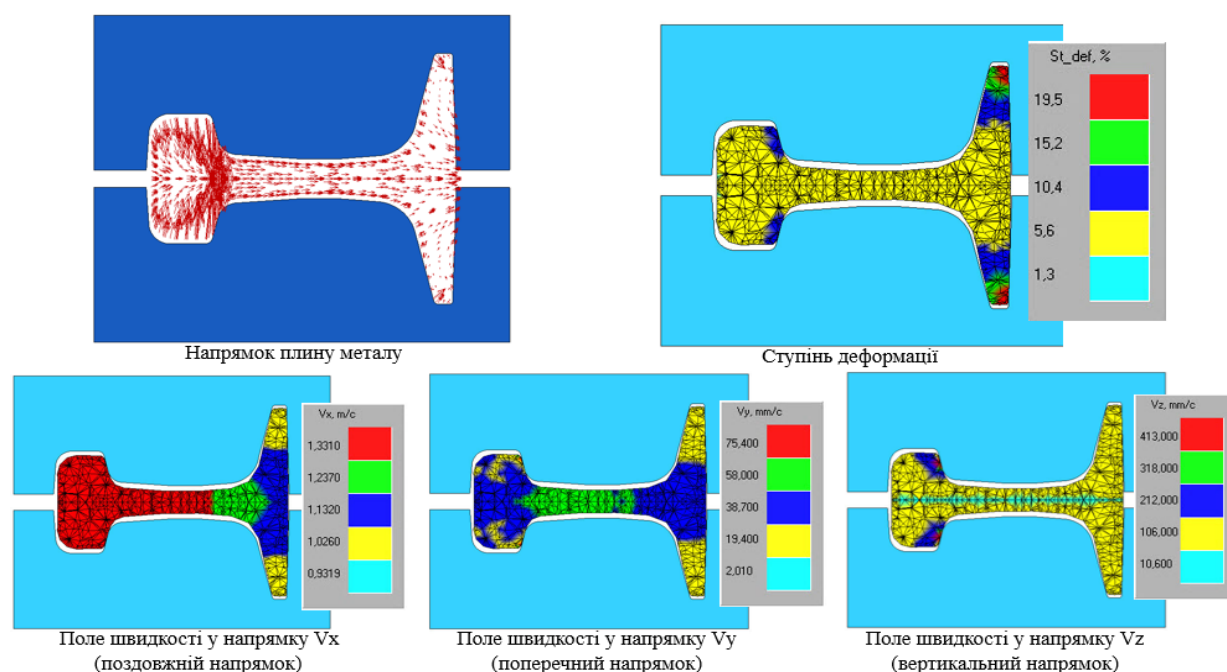 St_def, %
19,5
15,2
10,4
5,6
1,3
Напрямок плину металу
Ступінь деформації
Vx, m/c
1,3310
1,2370
1,1320
1,0260
0,9319
Vy, mm/c
75,400
58,000
38,700
19,400
2,010
Vz, mm/c
413,000
318,000
212,000
106,000
10,600
Поле швидкості у напрямку Vx
(поздовжній напрямок)
Поле швидкості у напрямку Vy
(поперечний напрямок)
Поле швидкості у напрямку Vz
(вертикальний напрямок)